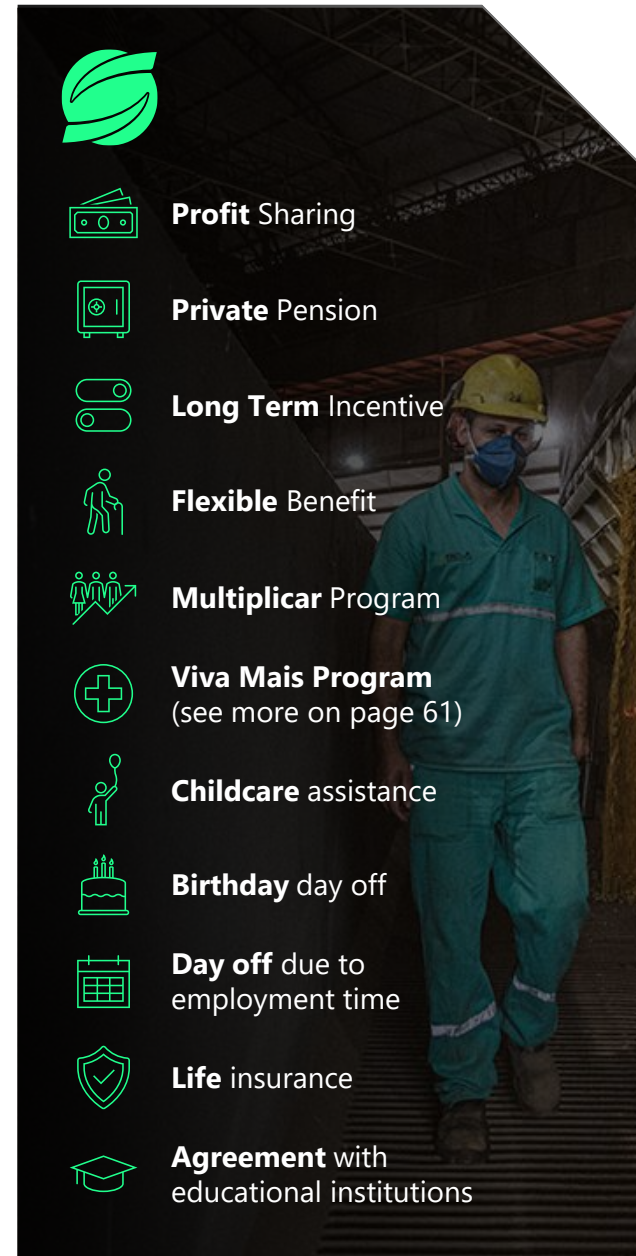 Profit Sharing
Private Pension
Long Term Incentive
Flexible Benefit
Multiplicar Program
Viva Mais Program
(see more on page 61)
Childcare assistance
Birthday day off
Day off due to
employment time
Life insurance
Agreement with
educational institutions